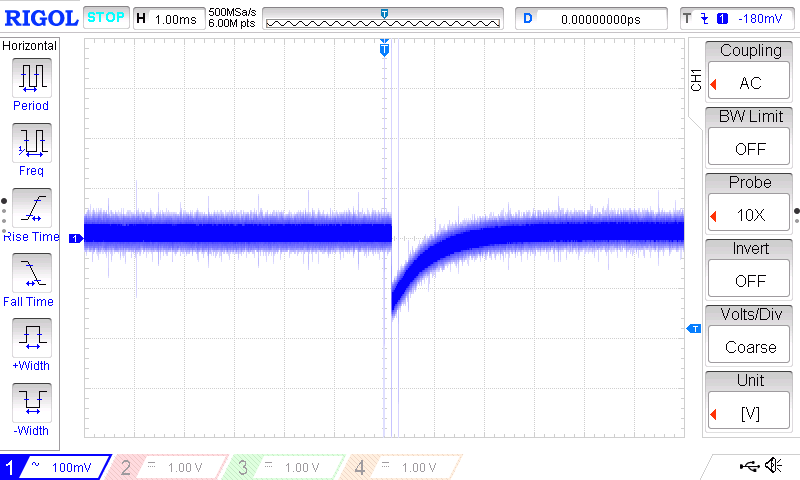 RIGOL STOP H 1.00ms 500MSa/s 6.00M pts T D 0.00000000ps T 1 -180mV
Horizontal
Period
Freq
Rise Time
Fall Time
+Width
-Width
T
1
T
CH1
Coupling
AC
BW Limit
OFF
Probe
10X
Invert
OFF
Volts/Div
Coarse
Unit
[V]
1 ~ 100mV 2 1.00 V 3 1.00 V 4 1.00 V